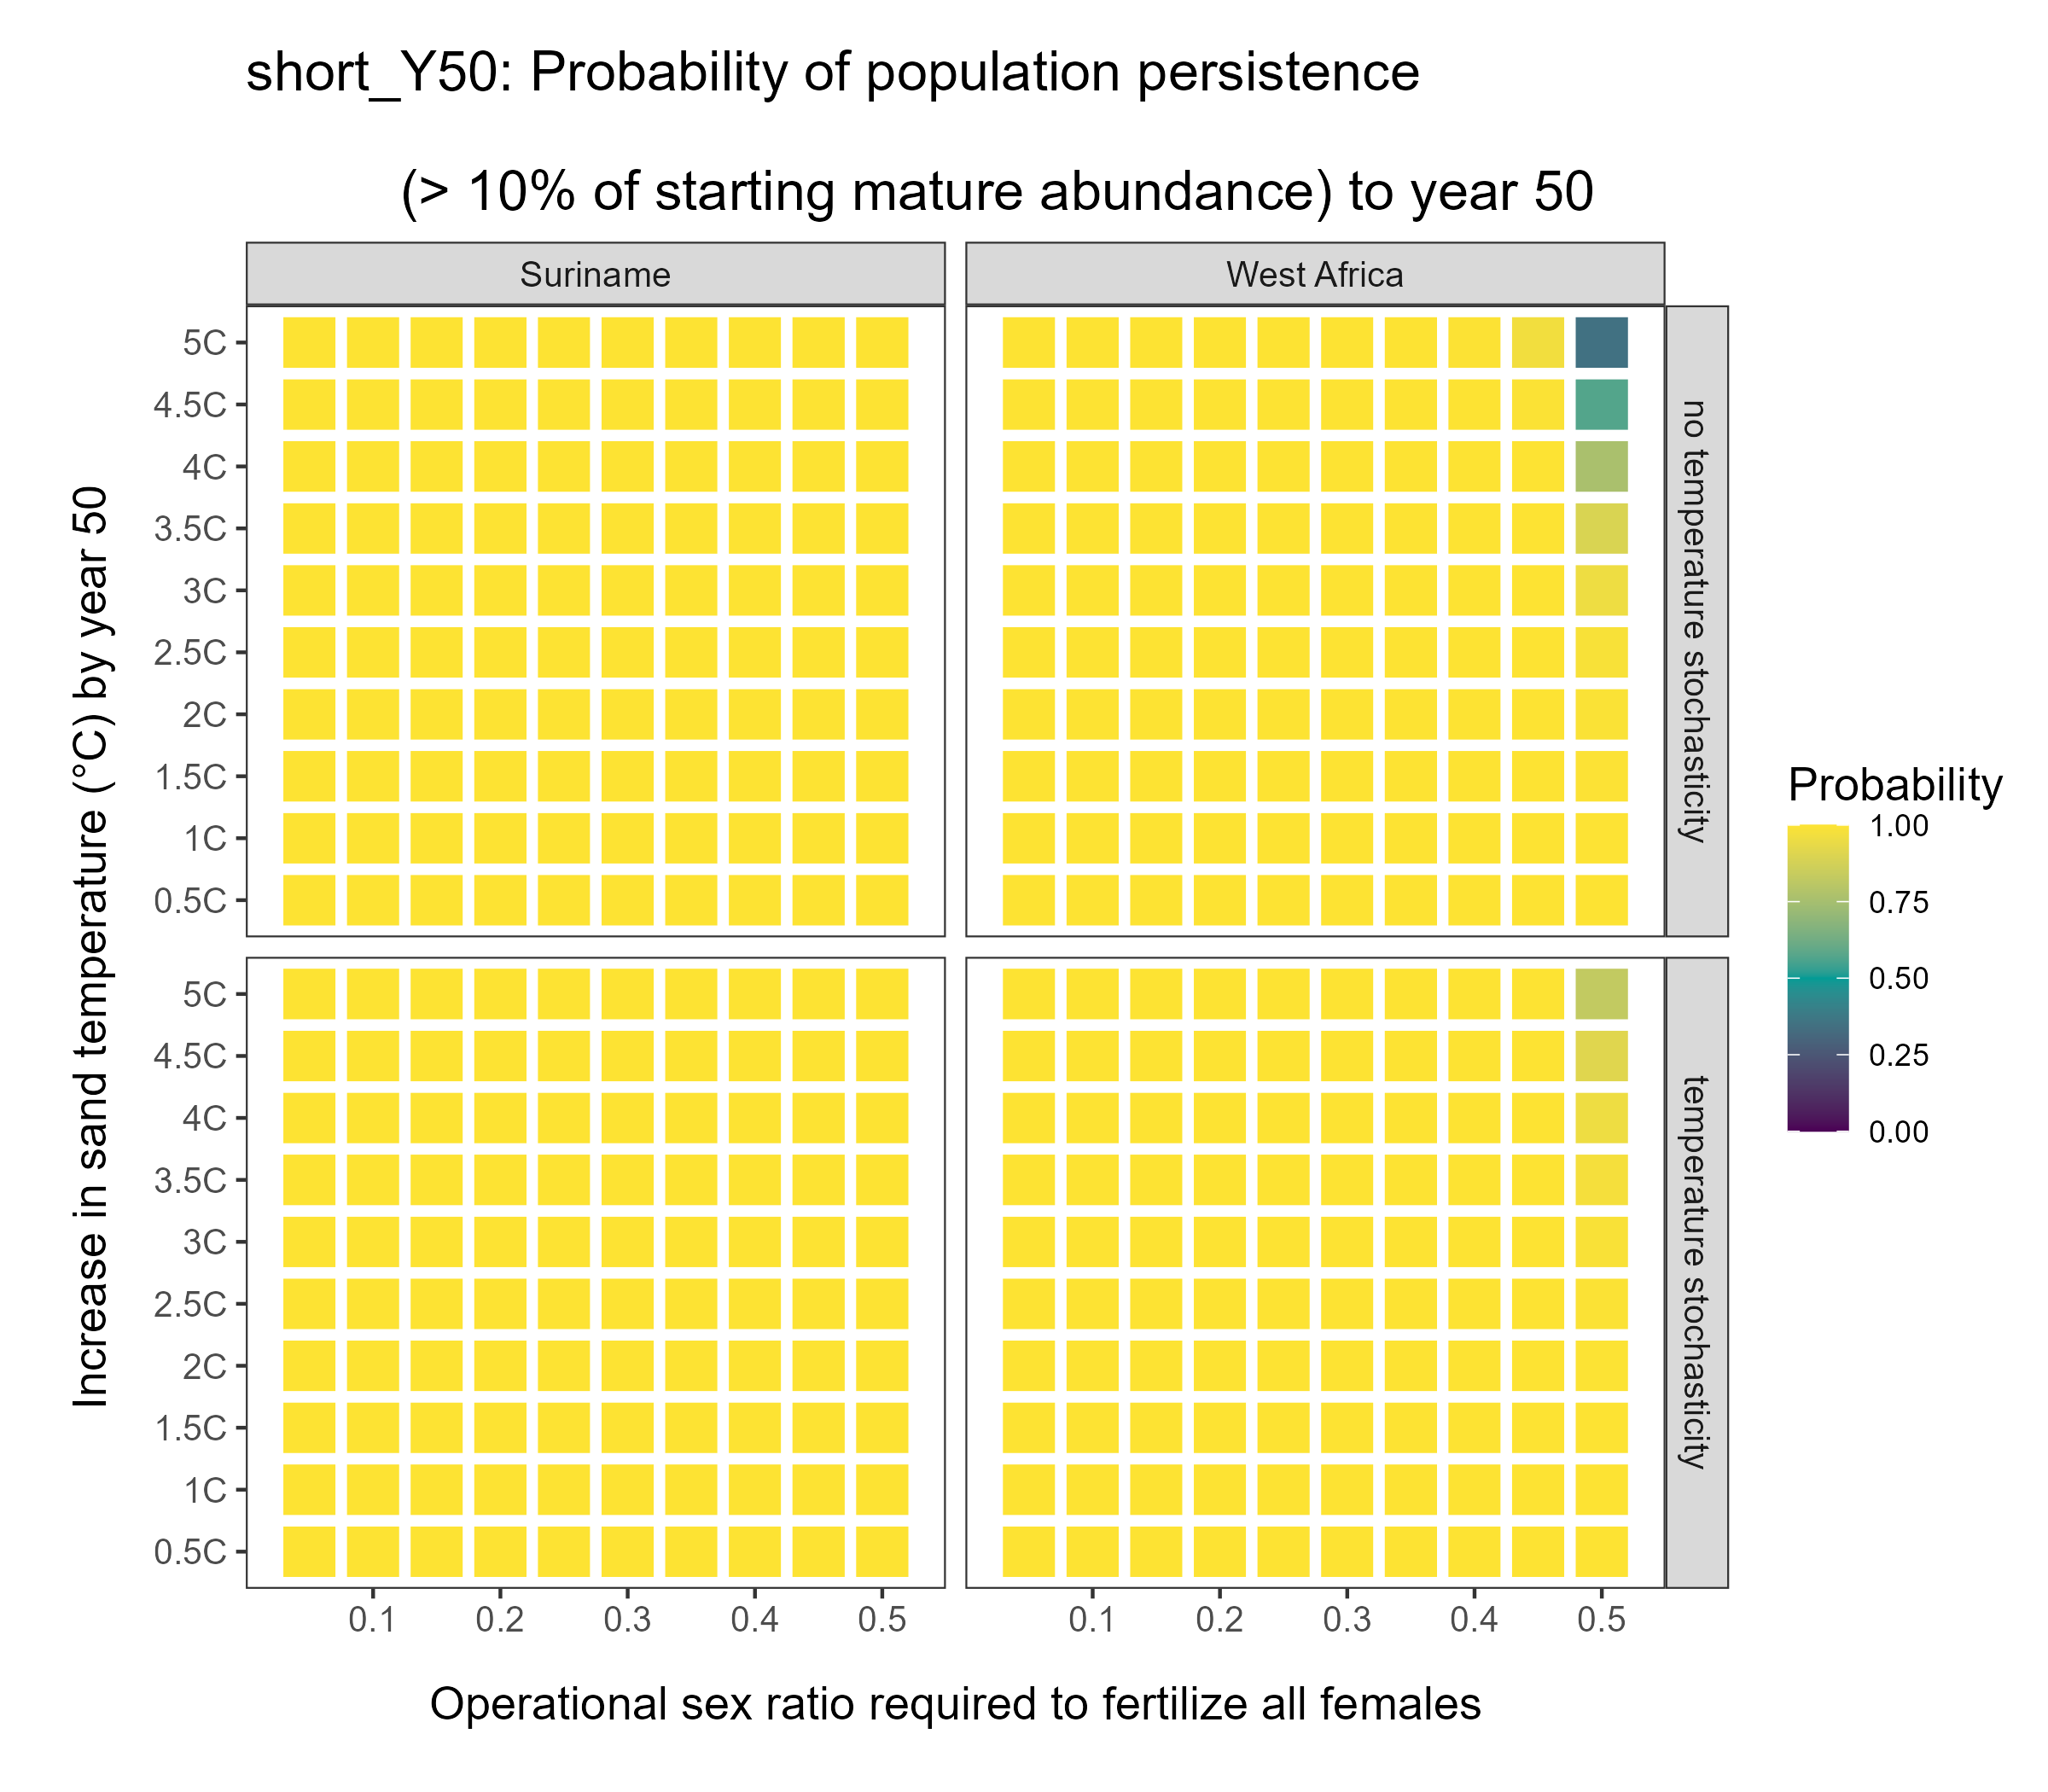 short_Y50: Probability of population persistence
(> 10% of starting mature abundance) to year 50
Suriname
West Africa
Increase in sand temperature (°C) by year 50
5C
4.5C
4C
3.5C
3C
2.5C
2C
1.5C
1C
0.5C
no temperature stochasticity
5C
4.5C
4C
3.5C
3C
2.5C
2C
1.5C
1C
0.5C
temperature stochasticity
0.1 0.2 0.3 0.4 0.5
0.1 0.2 0.3 0.4 0.5
Operational sex ratio required to fertilize all females
Probability
1.00
0.75
0.50
0.25
0.00